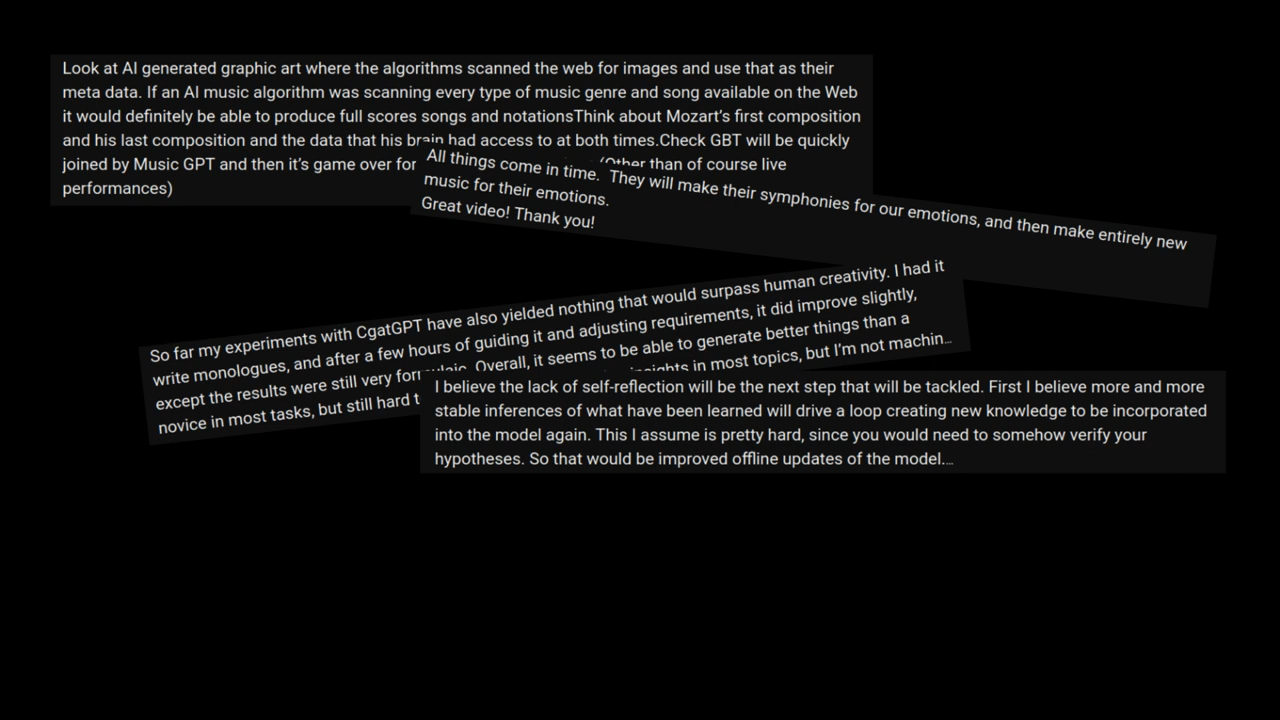 Look at AI generated graphic art where the algorithms scanned the web for images and use that as their
meta data. If an AI music algorithm was scanning every type of music genre and song available on the Web
it would definitely be able to produce full scores songs and notationsThink about Mozart’s first composition
and his last composition and the data that his brain had access to at both times.Check GBT will be quickly
joined by Music GPT and then it’s game over for (Other than of course live
performances)
All things come in time. They will make their symphonies for our emotions, and then make entirely new
music for their emotions.
Great video! Thank you!
So far my experiments with CgatGPT have also yielded nothing that would surpass human creativity. I had it
write monologues, and after a few hours of guiding it and adjusting requirements, it did improve slightly,
except the results were still very formulaic. Overall, it seems to be able to generate better things than a
novice in most tasks, but still hard insights in most topics, but I’m not machin…
I believe the lack of self-reflection will be the next step that will be tackled. First I believe more and more
stable inferences of what have been learned will drive a loop creating new knowledge to be incorporated
into the model again. This I assume is pretty hard, since you would need to somehow verify your
hypotheses. So that would be improved offline updates of the model.…